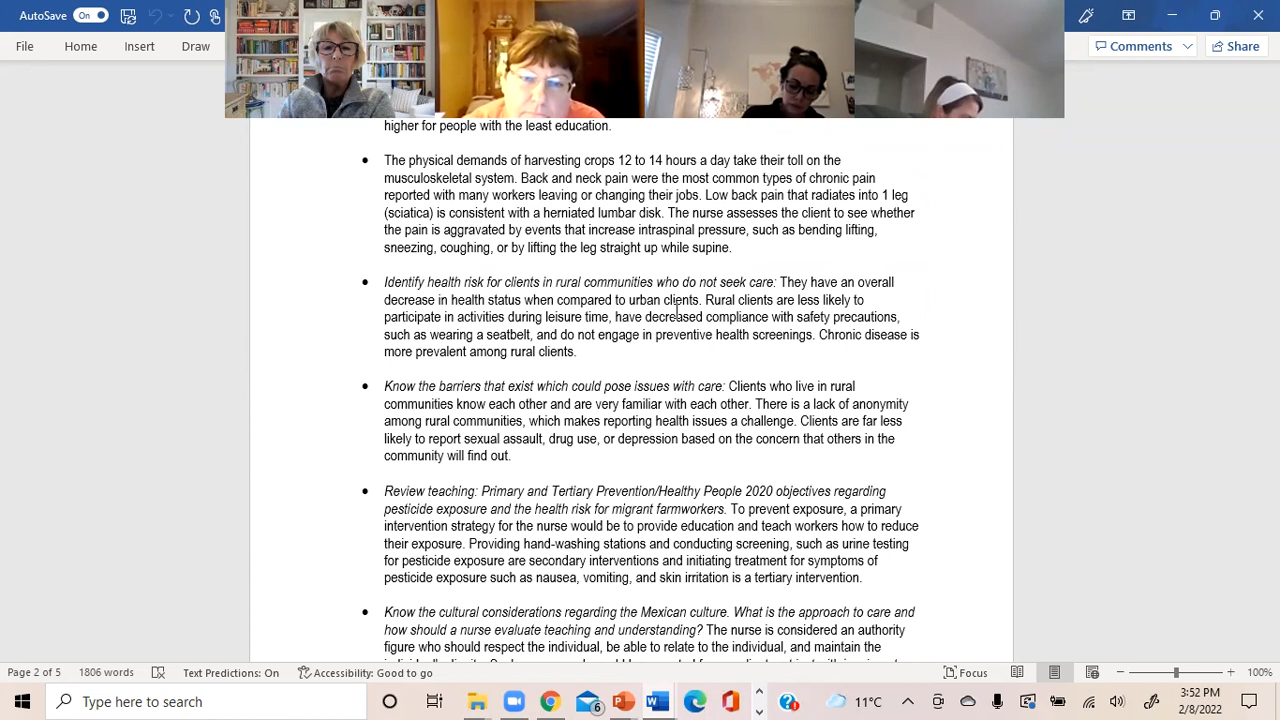 AutoSave On
File Home Insert Draw
Comments Share
higher for people with the least education.
• The physical demands of harvesting crops 12 to 14 hours a day take their toll on the
musculoskeletal system. Back and neck pain were the most common types of chronic pain
reported with many workers leaving or changing their jobs. Low back pain that radiates into 1 leg
(sciatica) is consistent with a herniated lumbar disk. The nurse assesses the client to see whether
the pain is aggravated by events that increase intraspinal pressure, such as bending lifting,
sneezing, coughing, or by lifting the leg straight up while supine.
• Identify health risk for clients in rural communities who do not seek care: They have an overall
decrease in health status when compared to urban clients. Rural clients are less likely to
participate in activities during leisure time, have decreased compliance with safety precautions,
such as wearing a seatbelt, and do not engage in preventive health screenings. Chronic disease is
more prevalent among rural clients.
• Know the barriers that exist which could pose issues with care: Clients who live in rural
communities know each other and are very familiar with each other. There is a lack of anonymity
among rural communities, which makes reporting health issues a challenge. Clients are far less
likely to report sexual assault, drug use, or depression based on the concern that others in the
community will find out.
• Review teaching: Primary and Tertiary Prevention/Healthy People 2020 objectives regarding
pesticide exposure and the health risk for migrant farmworkers. To prevent exposure, a primary
intervention strategy for the nurse would be to provide education and teach workers how to reduce
their exposure. Providing hand-washing stations and conducting screening, such as urine testing
for pesticide exposure are secondary interventions and initiating treatment for symptoms of
pesticide exposure such as nausea, vomiting, and skin irritation is a tertiary intervention.
• Know the cultural considerations regarding the Mexican culture. What is the approach to care and
how should a nurse evaluate teaching and understanding? The nurse is considered an authority
figure who should respect the individual, be able to relate to the individual, and maintain the
Page 2 of 5 1806 words Text Predictions: On Accessibility: Good to go Focus 100%
Type here to search 6 11°C 3:52 PM
2/8/2022